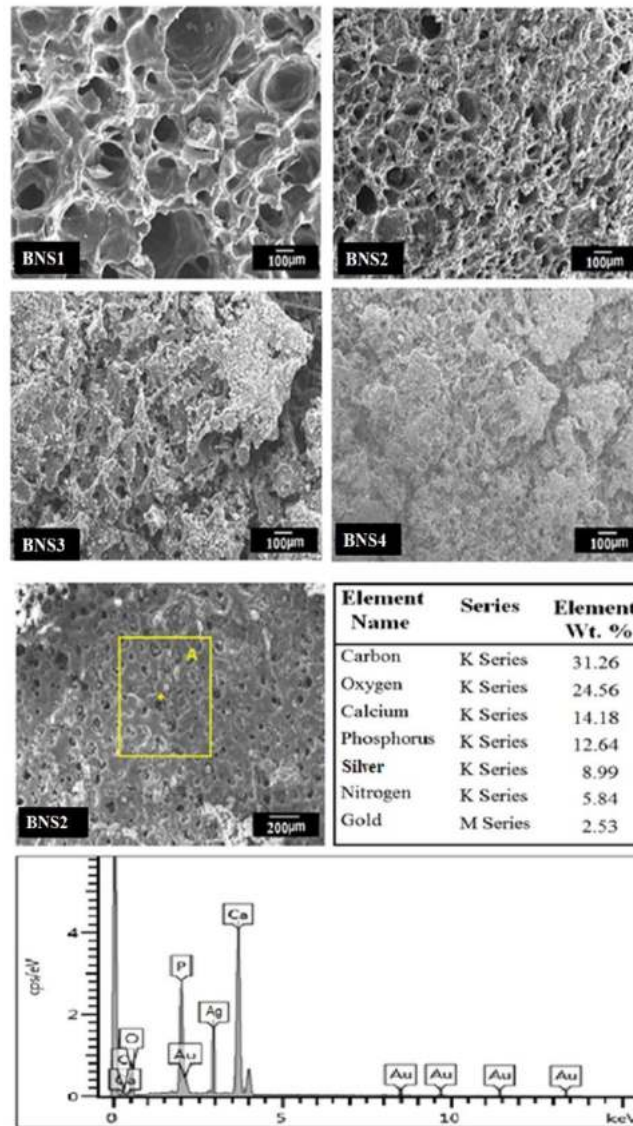 BNS1 100µm
BNS2 100µm
BNS3 100µm
BNS4 100µm
BNS2 A 200µm
Element Name Series Element Wt. %
Carbon K Series 31.26
Oxygen K Series 24.56
Calcium K Series 14.18
Phosphorus K Series 12.64
Silver K Series 8.99
Nitrogen K Series 5.84
Gold M Series 2.53
cps/eV
4
2
0
Ca
P
Ag
O
C
Au
Ca
Au Au Au Au
0 5 10 keV